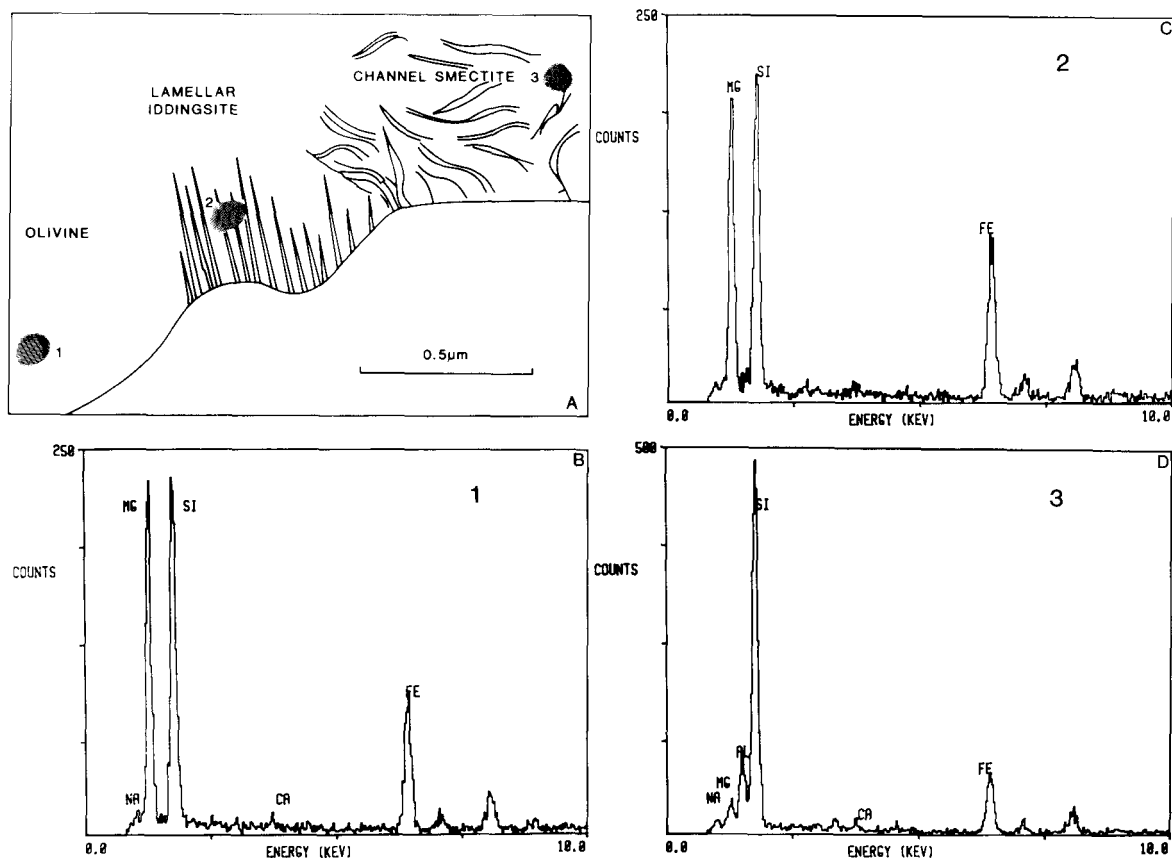 CHANNEL SMECTITE 3
LAMELLAR
IDDINGSITE
2
OLIVINE
1
0.5µm
A
250
C
2
MG
SI
COUNTS
FE
0.0
ENERGY (KEV)
10.0
250
B
1
MG
SI
COUNTS
FE
NA
CA
0.0
ENERGY (KEV)
10.0
500
D
3
SI
COUNTS
AL
MG
NA
FE
CA
0.0
ENERGY (KEV)
10.0